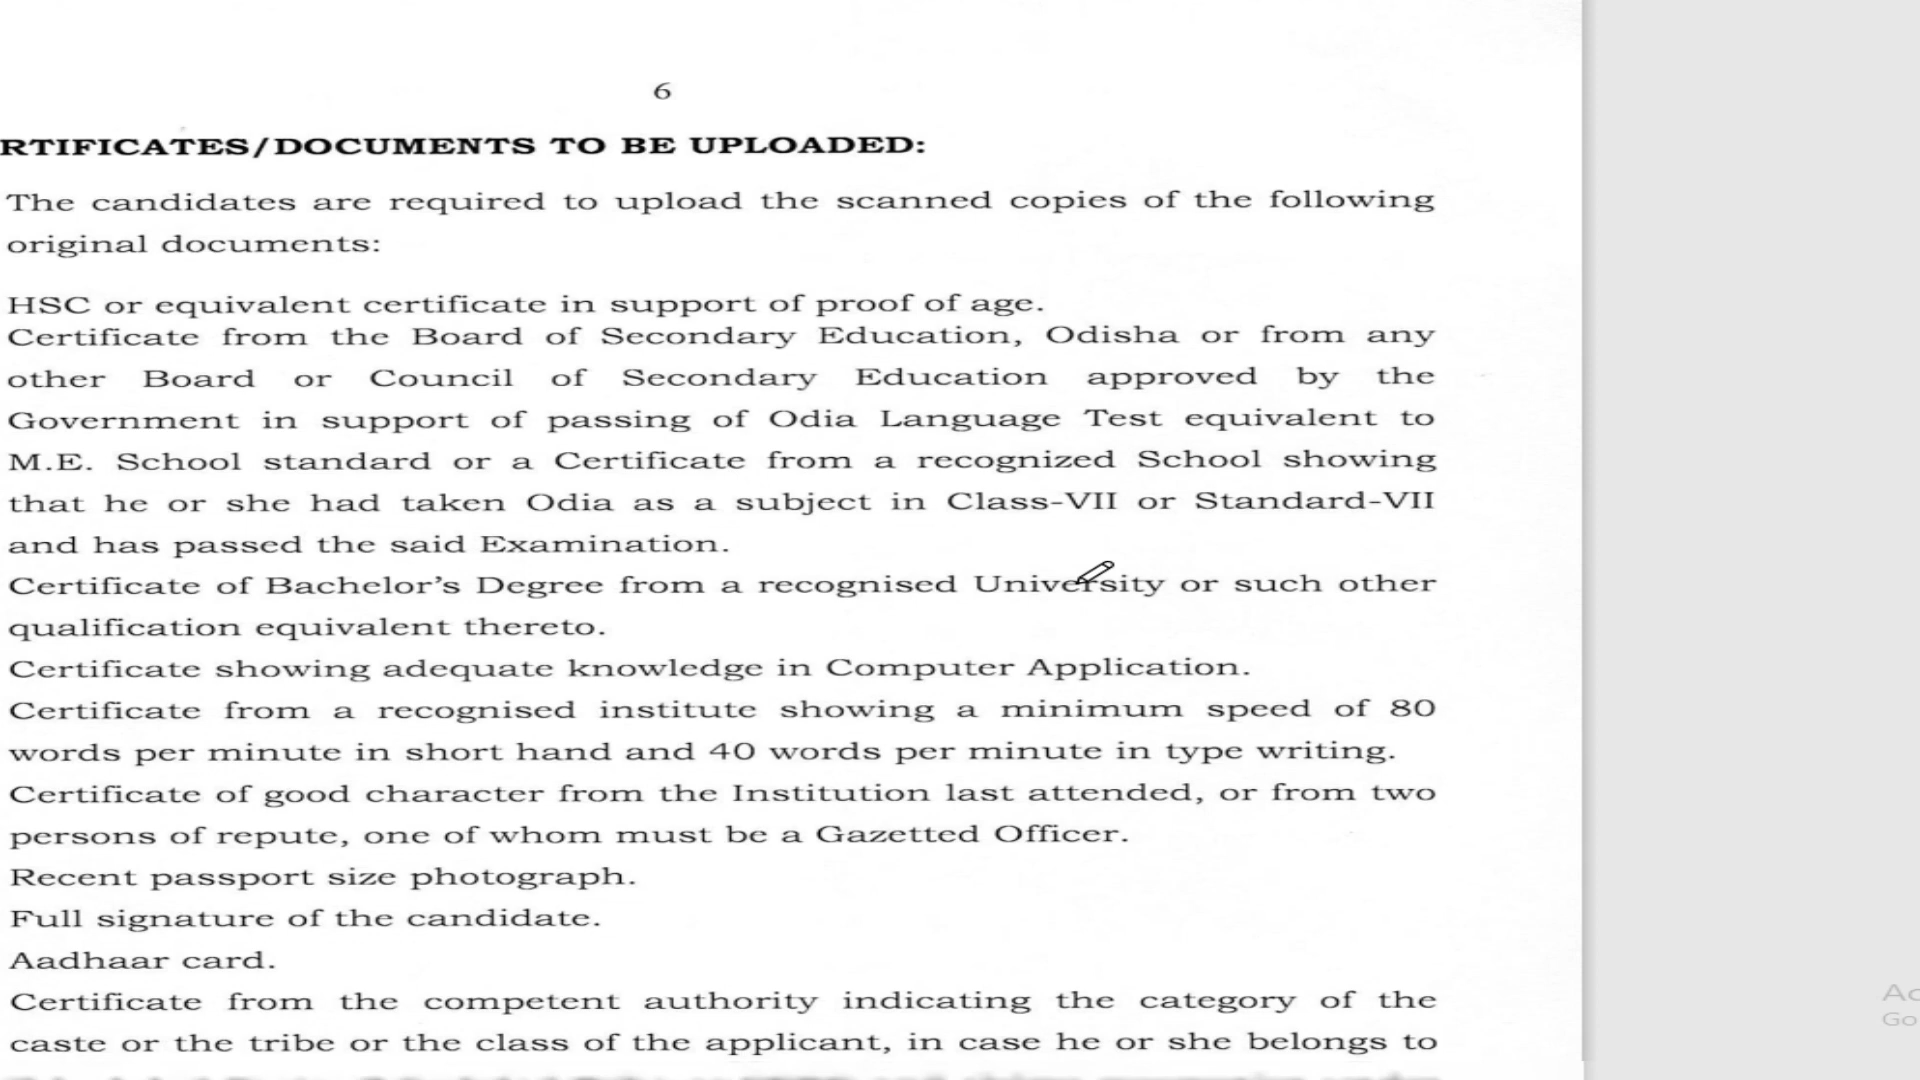 6
RTIFICATES/DOCUMENTS TO BE UPLOADED:
The candidates are required to upload the scanned copies of the following
original documents:
HSC or equivalent certificate in support of proof of age.
Certificate from the Board of Secondary Education, Odisha or from any
other Board or Council of Secondary Education approved by the
Government in support of passing of Odia Language Test equivalent to
M.E. School standard or a Certificate from a recognized School showing
that he or she had taken Odia as a subject in Class-VII or Standard-VII
and has passed the said Examination.
Certificate of Bachelor’s Degree from a recognised University or such other
qualification equivalent thereto.
Certificate showing adequate knowledge in Computer Application.
Certificate from a recognised institute showing a minimum speed of 80
words per minute in short hand and 40 words per minute in type writing.
Certificate of good character from the Institution last attended, or from two
persons of repute, one of whom must be a Gazetted Officer.
Recent passport size photograph.
Full signature of the candidate.
Aadhaar card.
Certificate from the competent authority indicating the category of the
caste or the tribe or the class of the applicant, in case he or she belongs to
Ac
Go